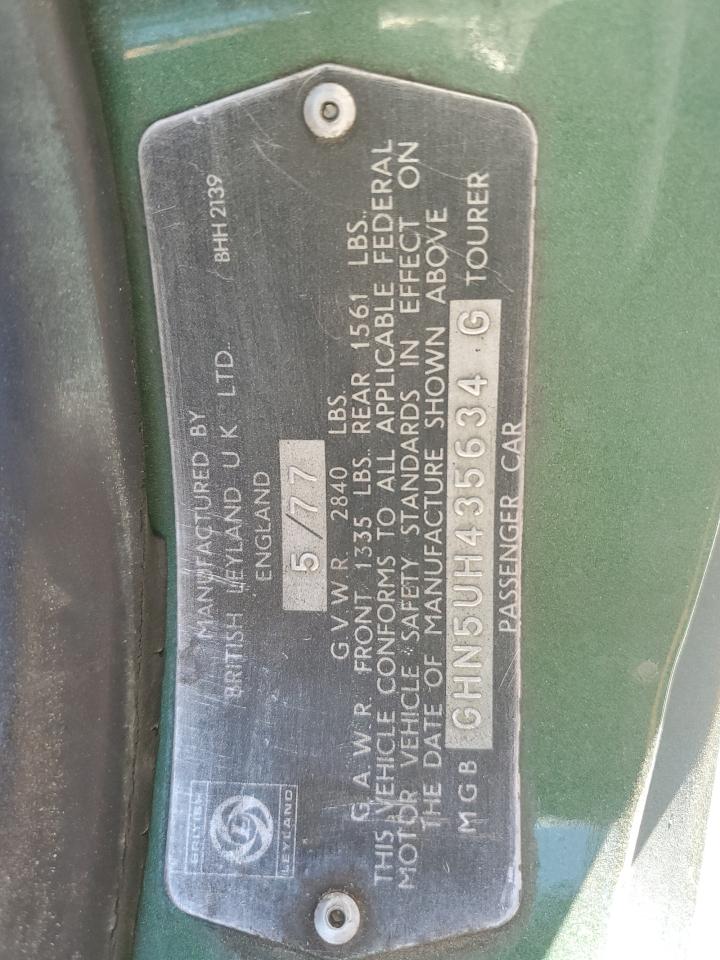 BRITISH
LEYLAND
MANUFACTURED BY
BRITISH LEYLAND U K LTD.
BHH 2139
ENGLAND
5/77
G V W R 2840 LBS.
G A W R FRONT 1335 LBS. REAR 1561 LBS.
THIS VEHICLE CONFORMS TO ALL APPLICABLE FEDERAL
MOTOR VEHICLE SAFETY STANDARDS IN EFFECT ON
THE DATE OF MANUFACTURE SHOWN ABOVE
M G B GHN5UH435634 G TOURER
PASSENGER CAR